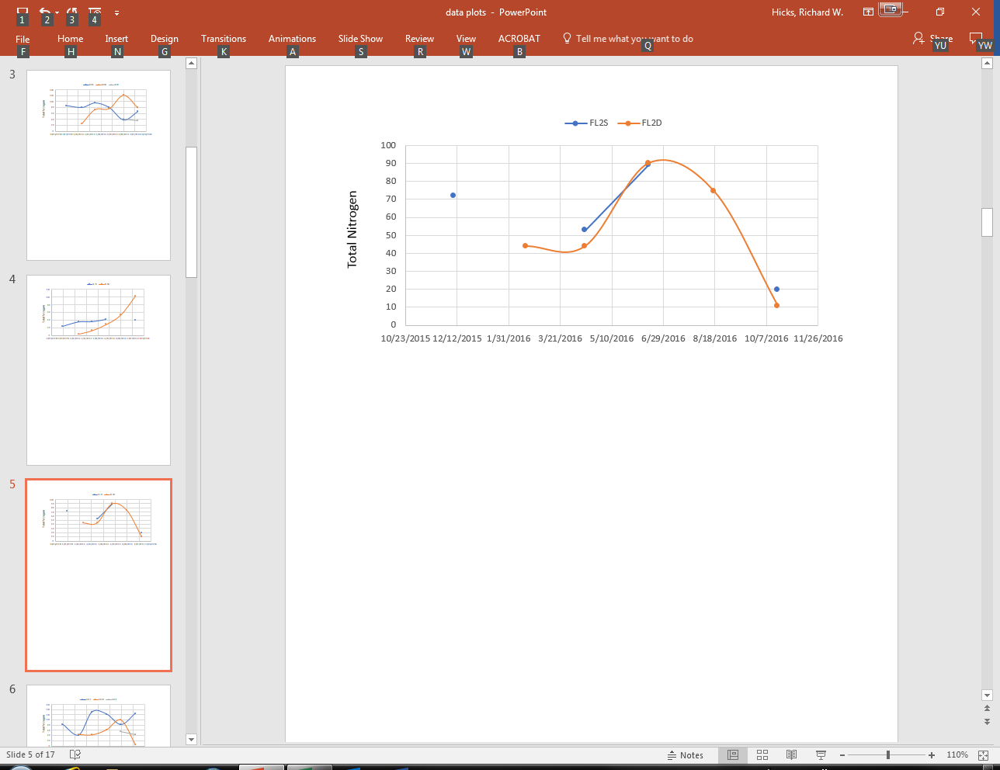 data plots - PowerPoint
Hicks, Richard W.
1 2 3 4
File Home Insert Design Transitions Animations Slide Show Review View ACROBAT Tell me what you want to do Share
F H N G K A S R W B Q YU YW
3
4
5
6
FL2S FL2D
Total Nitrogen
100
90
80
70
60
50
40
30
20
10
0
10/23/2015 12/12/2015 1/31/2016 3/21/2016 5/10/2016 6/29/2016 8/18/2016 10/7/2016 11/26/2016
Slide 5 of 17
Notes
110%